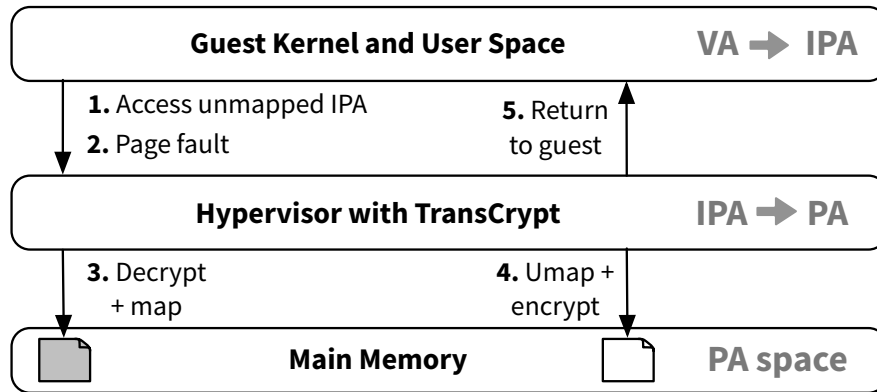 Guest Kernel and User Space
VA → IPA
1. Access unmapped IPA
2. Page fault
5. Return
to guest
Hypervisor with TransCrypt
IPA → PA
3. Decrypt
+ map
4. Umap +
encrypt
Main Memory
PA space